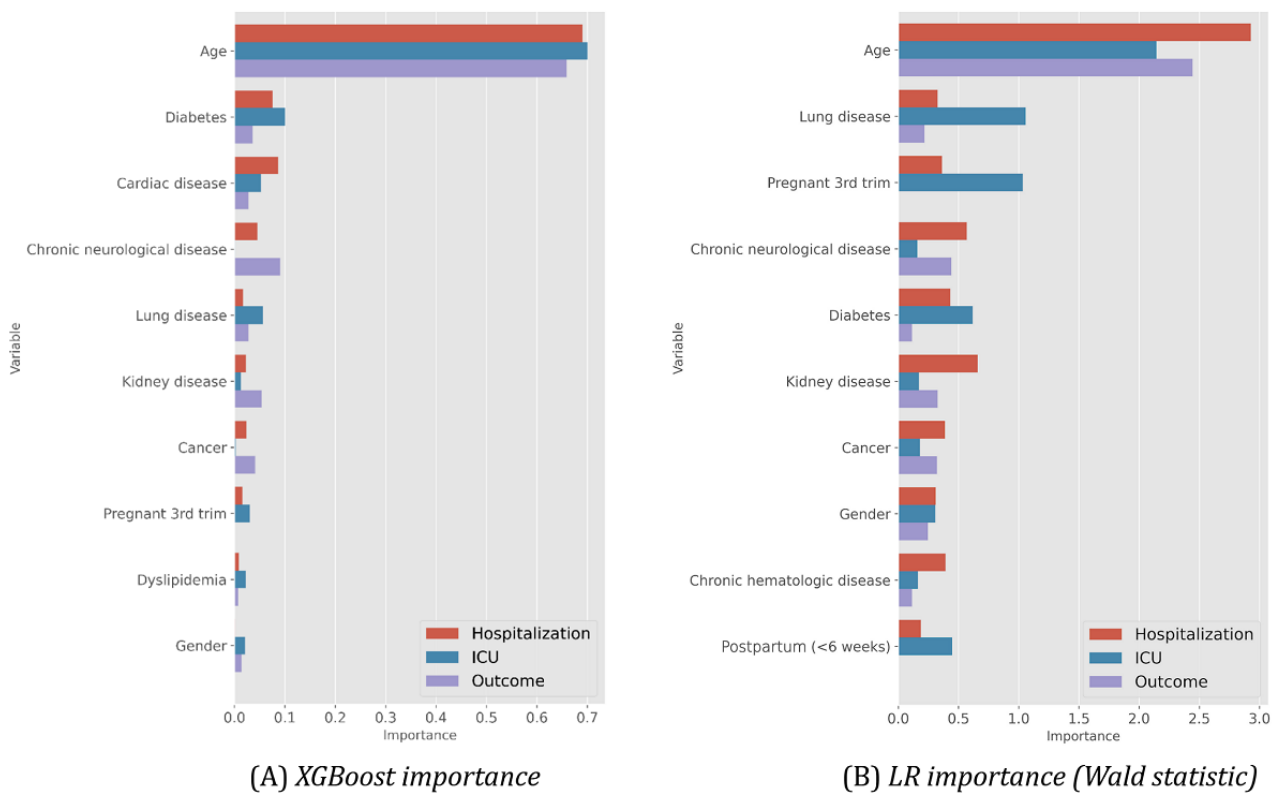 Variable
Age
Diabetes
Cardiac disease
Chronic neurological disease
Lung disease
Kidney disease
Cancer
Pregnant 3rd trim
Dyslipidemia
Gender
Hospitalization
ICU
Outcome
0.0 0.1 0.2 0.3 0.4 0.5 0.6 0.7
Importance
(A) XGBoost importance
Variable
Age
Lung disease
Pregnant 3rd trim
Chronic neurological disease
Diabetes
Kidney disease
Cancer
Gender
Chronic hematologic disease
Postpartum (<6 weeks)
Hospitalization
ICU
Outcome
0.0 0.5 1.0 1.5 2.0 2.5 3.0
Importance
(B) LR importance (Wald statistic)